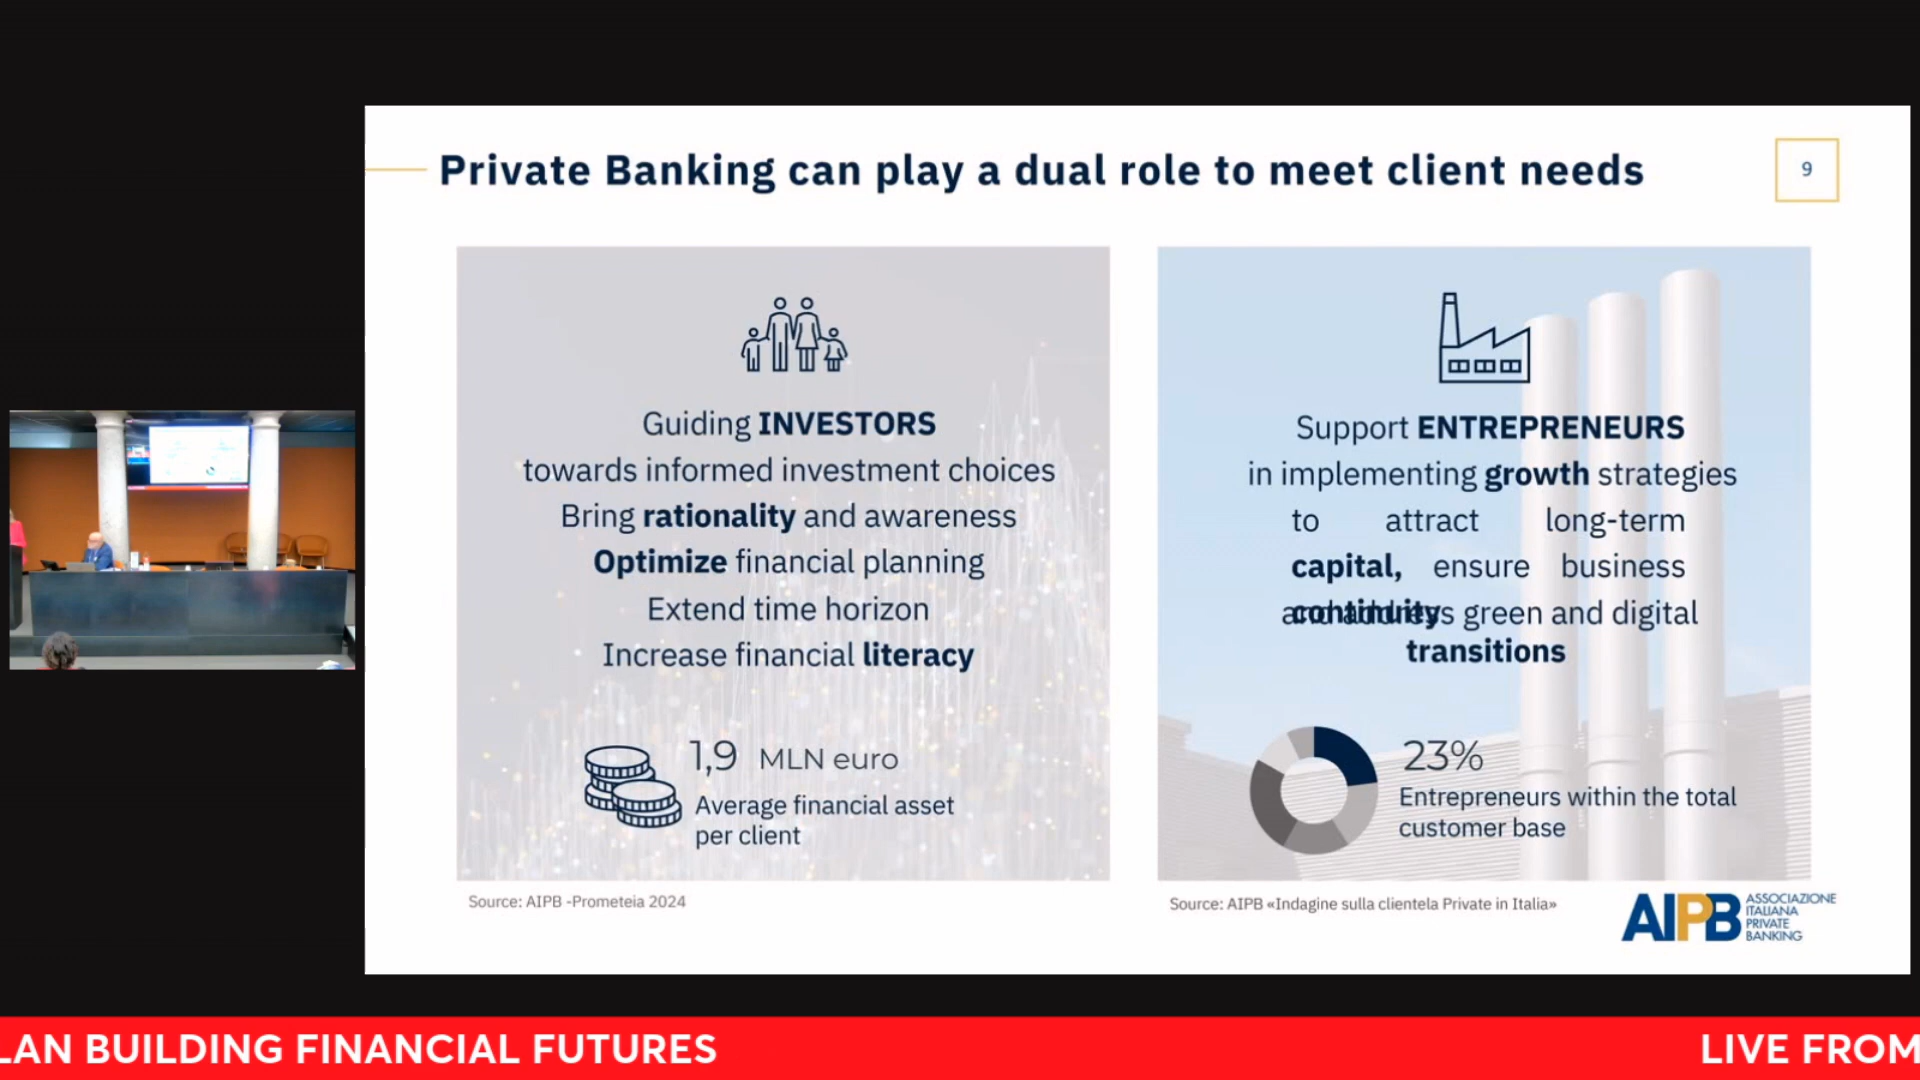 Private Banking can play a dual role to meet client needs
9
Guiding INVESTORS
towards informed investment choices
Bring rationality and awareness
Optimize financial planning
Extend time horizon
Increase financial literacy
1,9 MLN euro
Average financial asset
per client
Source: AIPB -Prometeia 2024
Support ENTREPRENEURS
in implementing growth strategies
to attract long-term
capital, ensure business
continuity
and address green and digital
transitions
23%
Entrepreneurs within the total
customer base
Source: AIPB «Indagine sulla clientela Private in Italia»
AIPB
ASSOCIAZIONE
ITALIANA
PRIVATE
BANKING
LAN BUILDING FINANCIAL FUTURES
LIVE FROM